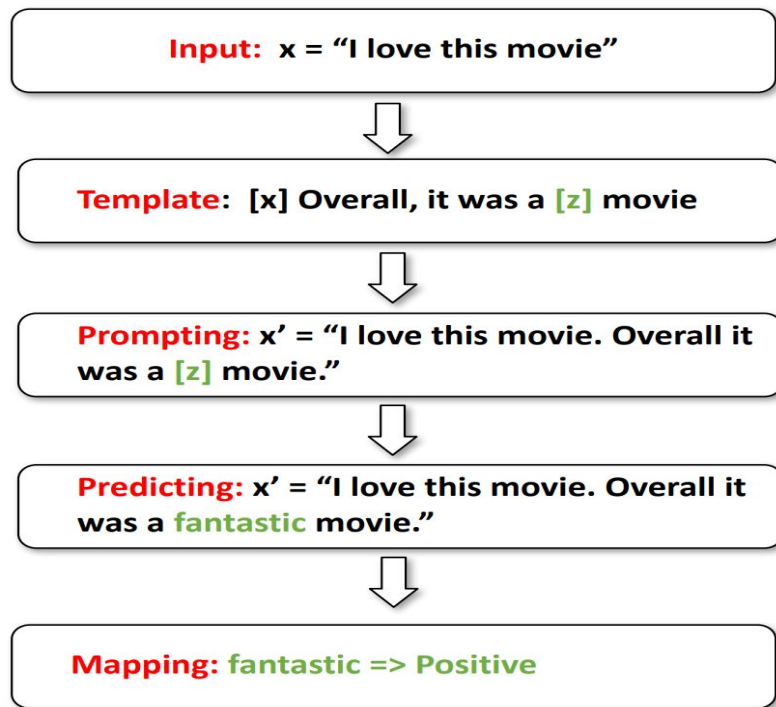 Input: x = “I love this movie”
Template: [x] Overall, it was a [z] movie
Prompting: x’ = “I love this movie. Overall it
was a [z] movie.”
Predicting: x’ = “I love this movie. Overall it
was a fantastic movie.”
Mapping: fantastic => Positive